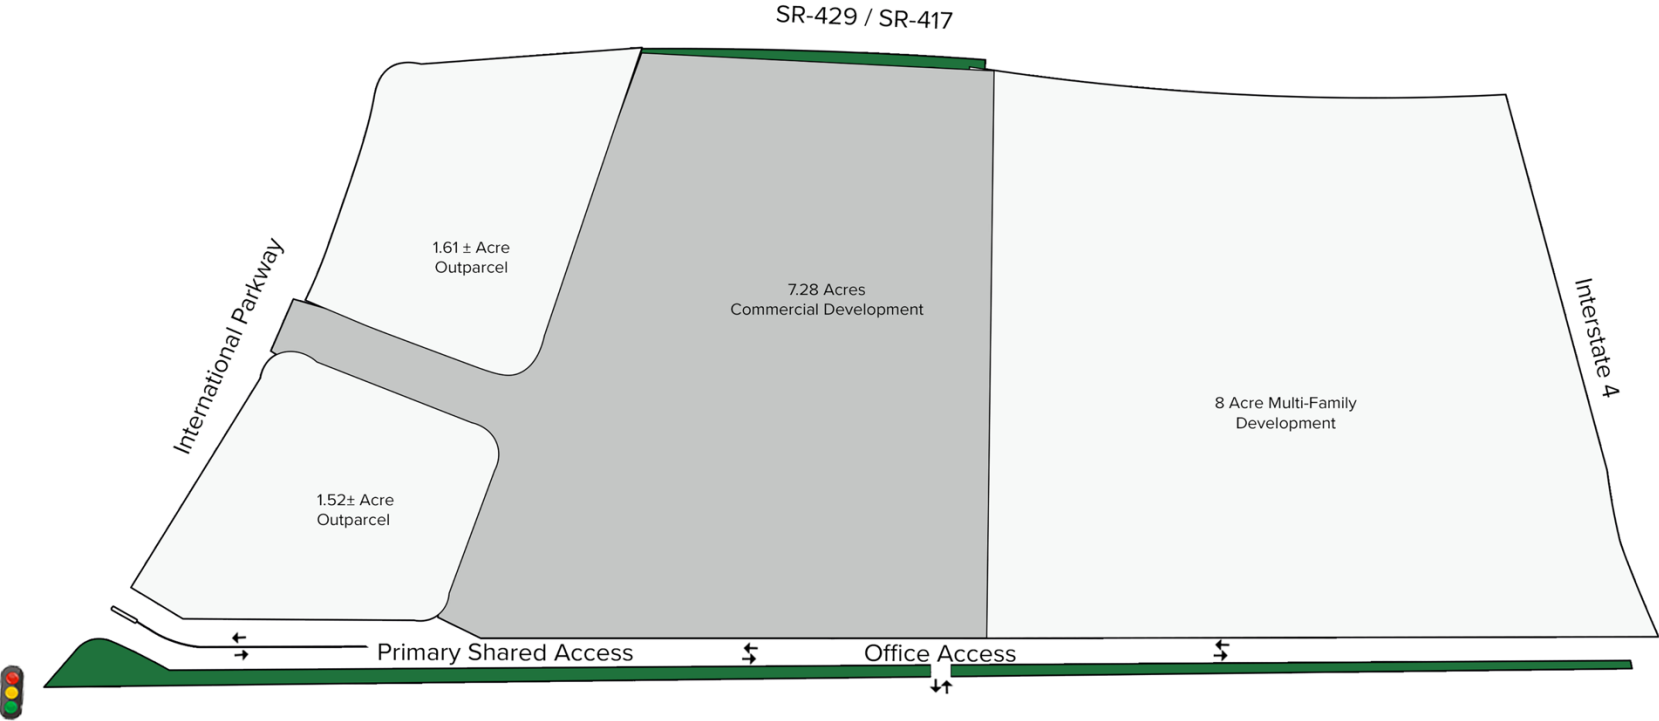 SR-429 / SR-417
1.61 ± Acre
Outparcel
7.28 Acres
Commercial Development
International Parkway
Interstate 4
8 Acre Multi-Family
Development
1.52± Acre
Outparcel
Primary Shared Access
Office Access